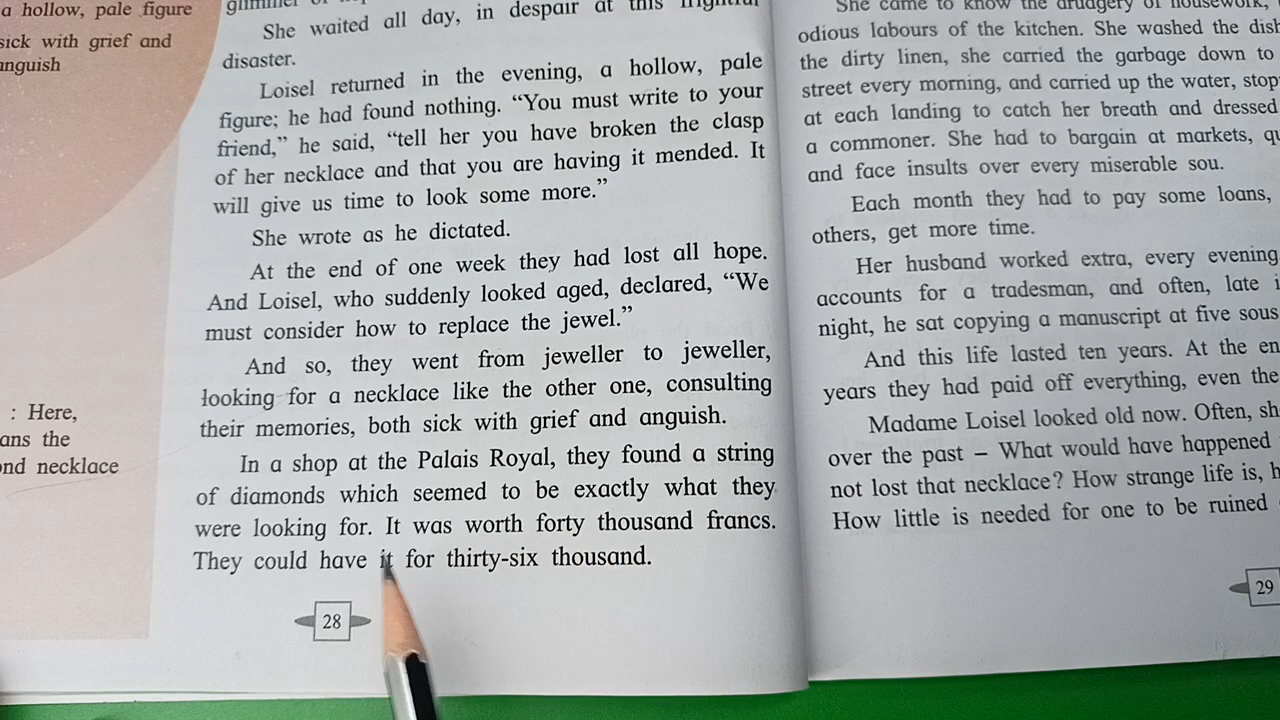 a hollow, pale figure
sick with grief and
anguish
: Here,
ans the
ond necklace
She waited all day, in despair at this frightful
disaster.
Loisel returned in the evening, a hollow, pale
figure; he had found nothing. “You must write to your
friend,” he said, “tell her you have broken the clasp
of her necklace and that you are having it mended. It
will give us time to look some more.”
She wrote as he dictated.
At the end of one week they had lost all hope.
And Loisel, who suddenly looked aged, declared, “We
must consider how to replace the jewel.”
And so, they went from jeweller to jeweller,
looking for a necklace like the other one, consulting
their memories, both sick with grief and anguish.
In a shop at the Palais Royal, they found a string
of diamonds which seemed to be exactly what they
were looking for. It was worth forty thousand francs.
They could have it for thirty-six thousand.
28
She came to know the drudgery of housework,
odious labours of the kitchen. She washed the dish
the dirty linen, she carried the garbage down to
street every morning, and carried up the water, stop
at each landing to catch her breath and dressed
a commoner. She had to bargain at markets, qu
and face insults over every miserable sou.
Each month they had to pay some loans,
others, get more time.
Her husband worked extra, every evening
accounts for a tradesman, and often, late i
night, he sat copying a manuscript at five sous
And this life lasted ten years. At the en
years they had paid off everything, even the
Madame Loisel looked old now. Often, sh
over the past – What would have happened
not lost that necklace? How strange life is, h
How little is needed for one to be ruined
29